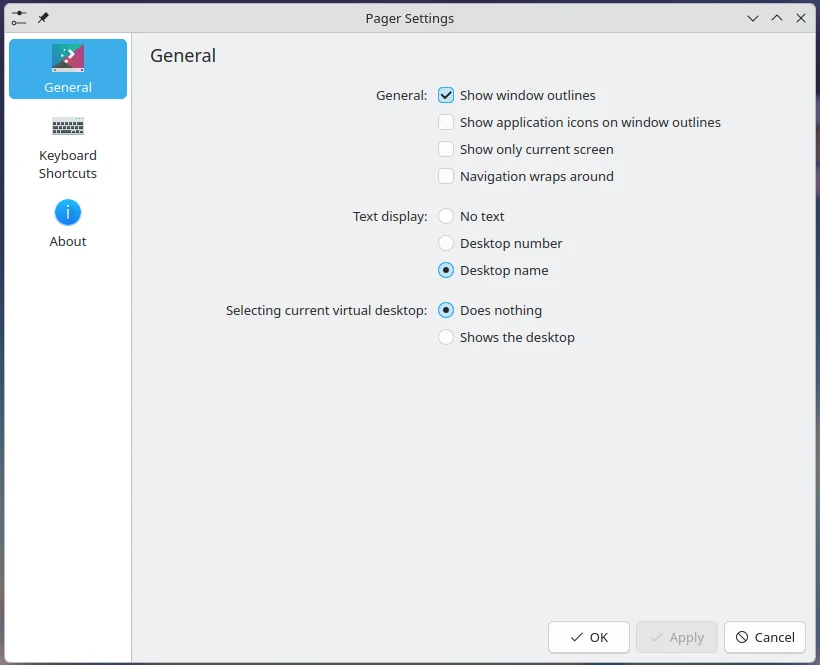 Pager Settings
General
Keyboard
Shortcuts
About
General
General: Show window outlines
Show application icons on window outlines
Show only current screen
Navigation wraps around
Text display: No text
Desktop number
Desktop name
Selecting current virtual desktop: Does nothing
Shows the desktop
OK Apply Cancel